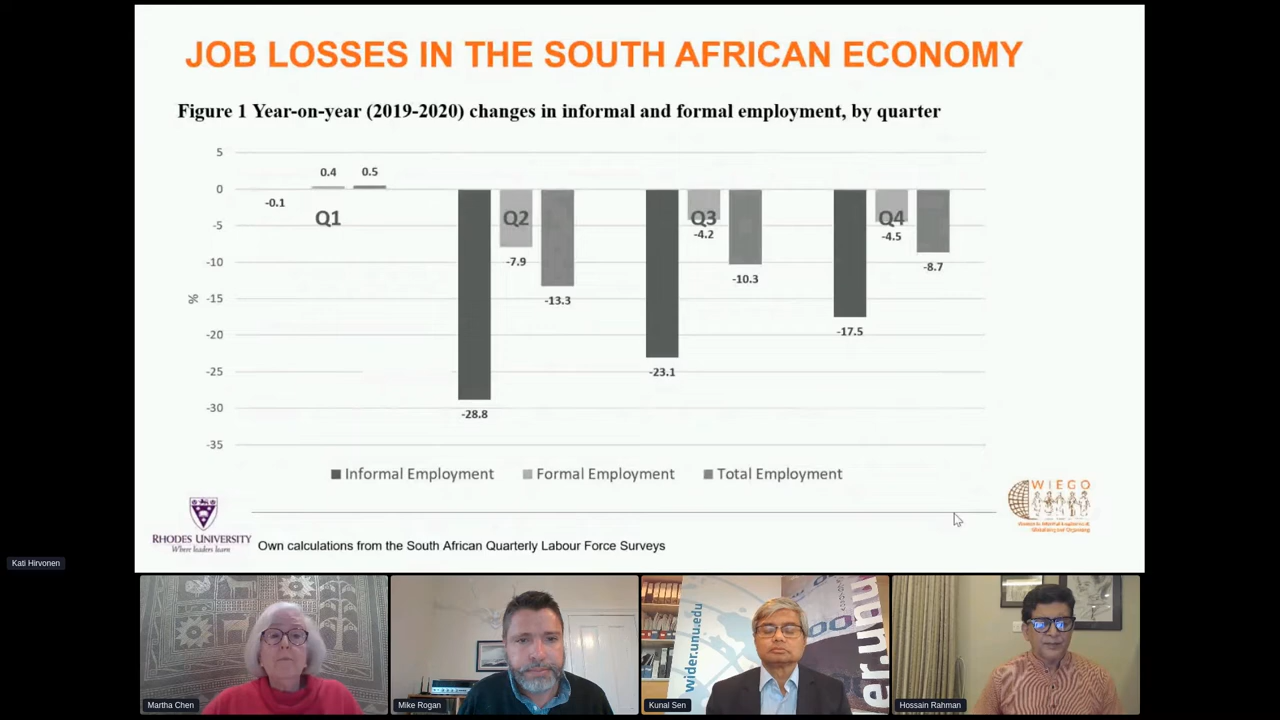 JOB LOSSES IN THE SOUTH AFRICAN ECONOMY
Figure 1 Year-on-year (2019-2020) changes in informal and formal employment, by quarter
5
0
-5
-10
-15
-20
-25
-30
-35
%
-0.1
0.4
0.5
Q1
-28.8
-7.9
-13.3
Q2
-23.1
-4.2
-10.3
Q3
-17.5
-4.5
-8.7
Q4
Informal Employment
Formal Employment
Total Employment
RHODES UNIVERSITY
Where leaders learn
Own calculations from the South African Quarterly Labour Force Surveys
WIEGO
Kati Hirvonen
Martha Chen
Mike Rogan
wider.unu.edu
er.unu
Kunal Sen
Hossain Rahman